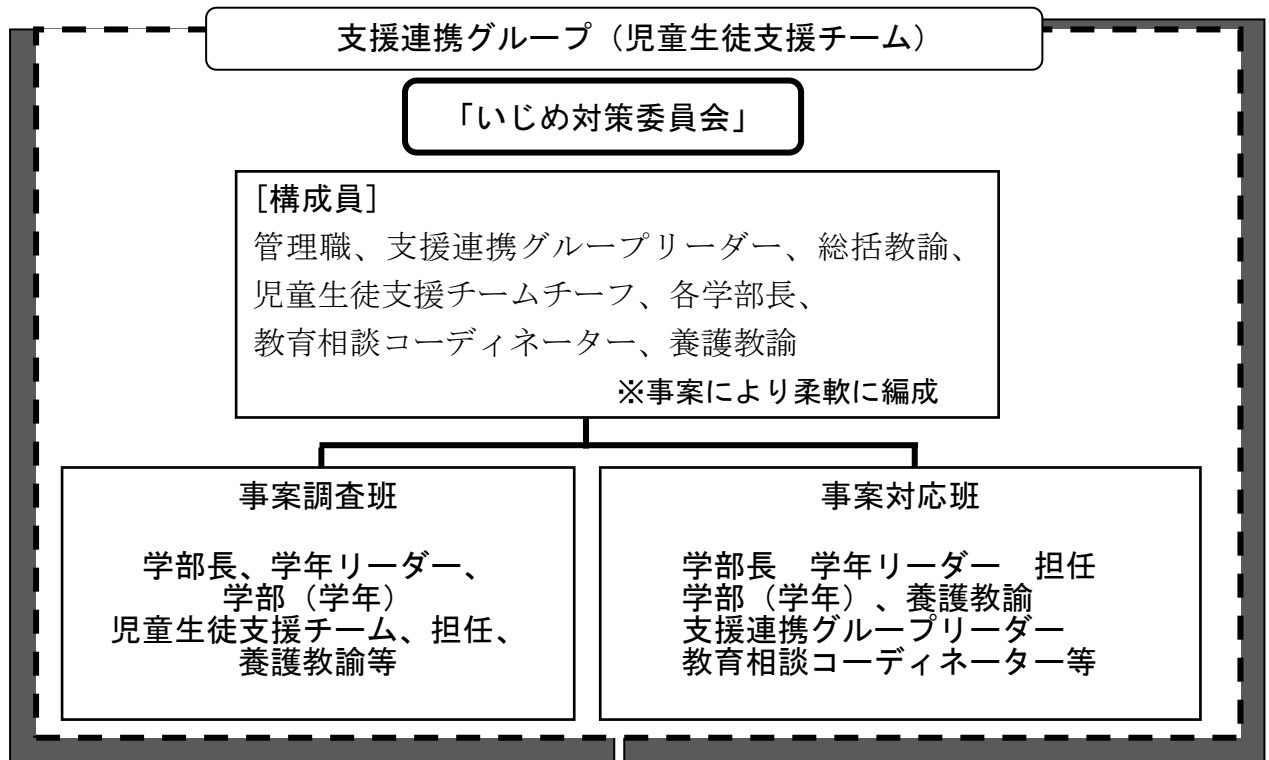 支援連携グループ（児童生徒支援チーム）
「いじめ対策委員会」
［構成員］
管理職、支援連携グループリーダー、総括教諭、
児童生徒支援チームチーフ、各学部長、
教育相談コーディネーター、養護教諭
※事案により柔軟に編成
事案調査班
学部長、学年リーダー、
学部（学年）
児童生徒支援チーム、担任、
養護教諭等
事案対応班
学部長　学年リーダー　担任
学部（学年）、養護教諭
支援連携グループリーダー
教育相談コーディネーター等